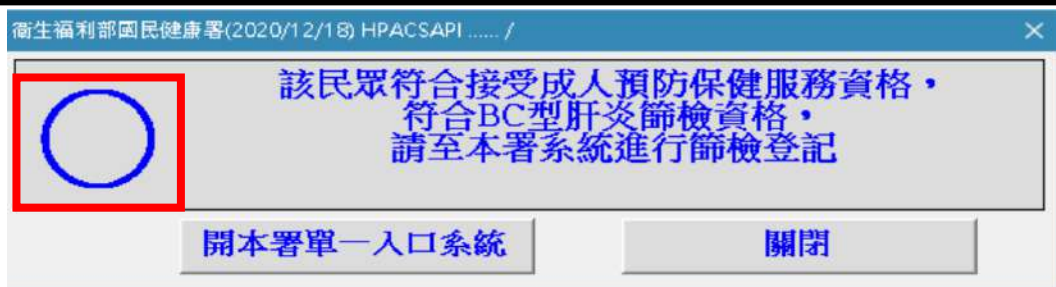 衛生福利部國民健康署(2020/12/18) HPACSAPI ...... /
該民眾符合接受成人預防保健服務資格，
符合BC型肝炎篩檢資格，
請至本署系統進行篩檢登記
開本署單一入口系統
關閉